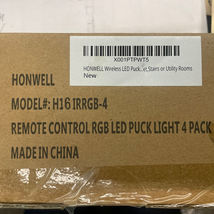 X001PTPWT5
HONWELL Wireless LED Puck...et,Stairs or Utility Rooms
New
HONWELL
MODEL#: H16 IRRGB-4
REMOTE CONTROL RGB LED PUCK LIGHT 4 PACK
MADE IN CHINA